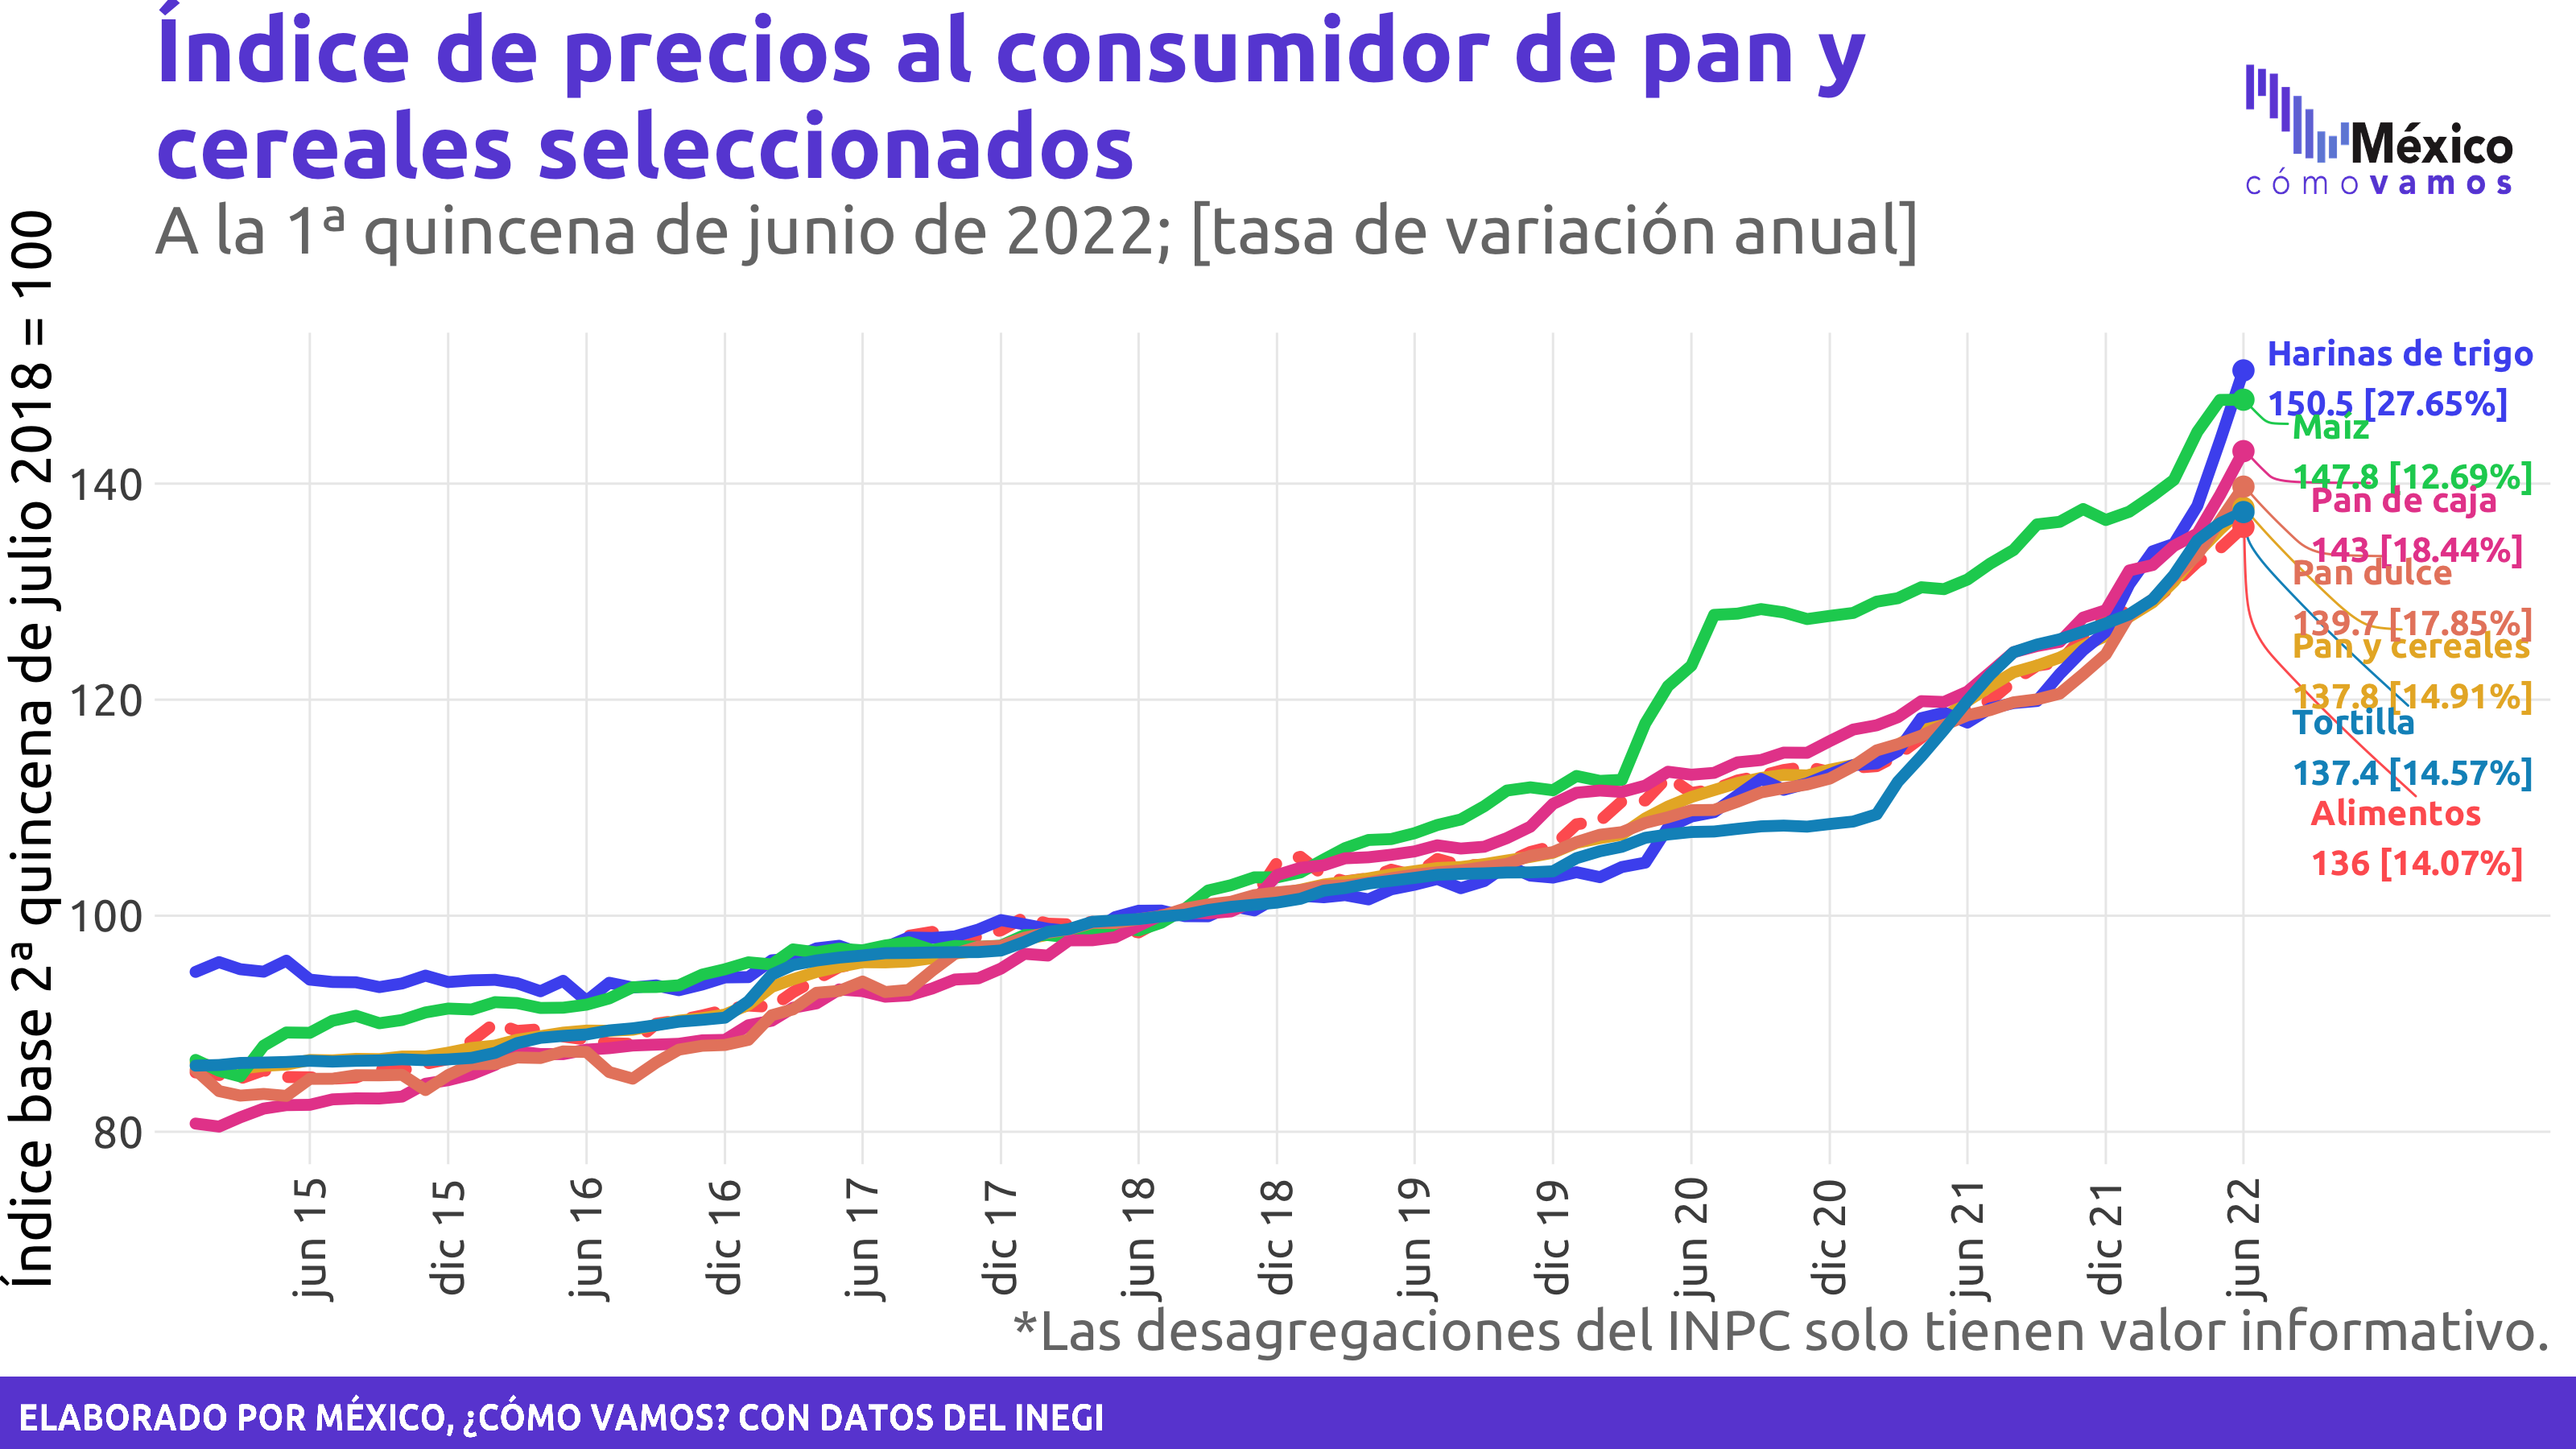 Índice de precios al consumidor de pan y
cereales seleccionados
A la 1ª quincena de junio de 2022; [tasa de variación anual]
México
cómo vamos
Índice base 2ª quincena de julio 2018 = 100
140
120
100
80
Harinas de trigo
150.5 [27.65%]
Maíz
147.8 [12.69%]
Pan de caja
143 [18.44%]
Pan dulce
139.7 [17.85%]
Pan y cereales
137.8 [14.91%]
Tortilla
137.4 [14.57%]
Alimentos
136 [14.07%]
jun 15
dic 15
jun 16
dic 16
jun 17
dic 17
jun 18
dic 18
jun 19
dic 19
jun 20
dic 20
jun 21
dic 21
jun 22
*Las desagregaciones del INPC solo tienen valor informativo.
ELABORADO POR MÉXICO, ¿CÓMO VAMOS? CON DATOS DEL INEGI